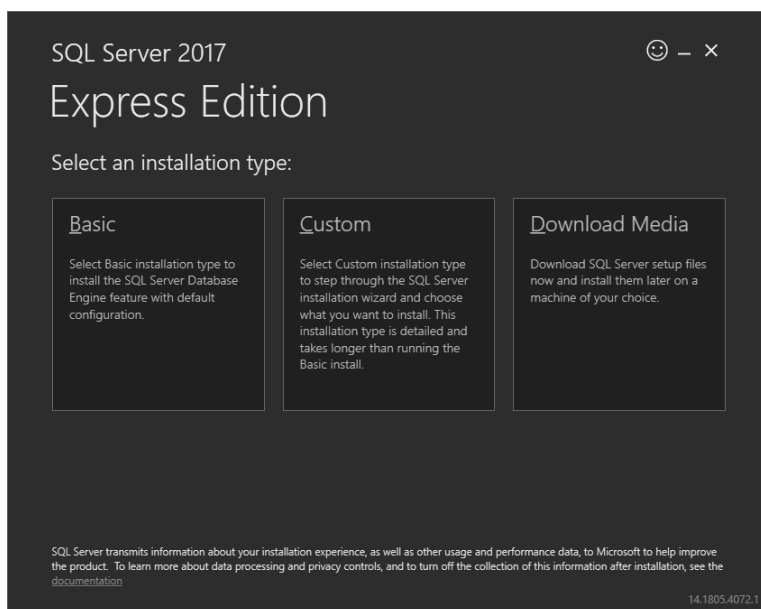 SQL Server 2017
Express Edition
Select an installation type:
Basic
Select Basic installation type to
install the SQL Server Database
Engine feature with default
configuration.
Custom
Select Custom installation type
to step through the SQL Server
installation wizard and choose
what you want to install. This
installation type is detailed and
takes longer than running the
Basic install.
Download Media
Download SQL Server setup files
now and install them later on a
machine of your choice.
SQL Server transmits information about your installation experience, as well as other usage and performance data, to Microsoft to help improve
the product. To learn more about data processing and privacy controls, and to turn off the collection of this information after installation, see the
documentation
14.1805.4072.1